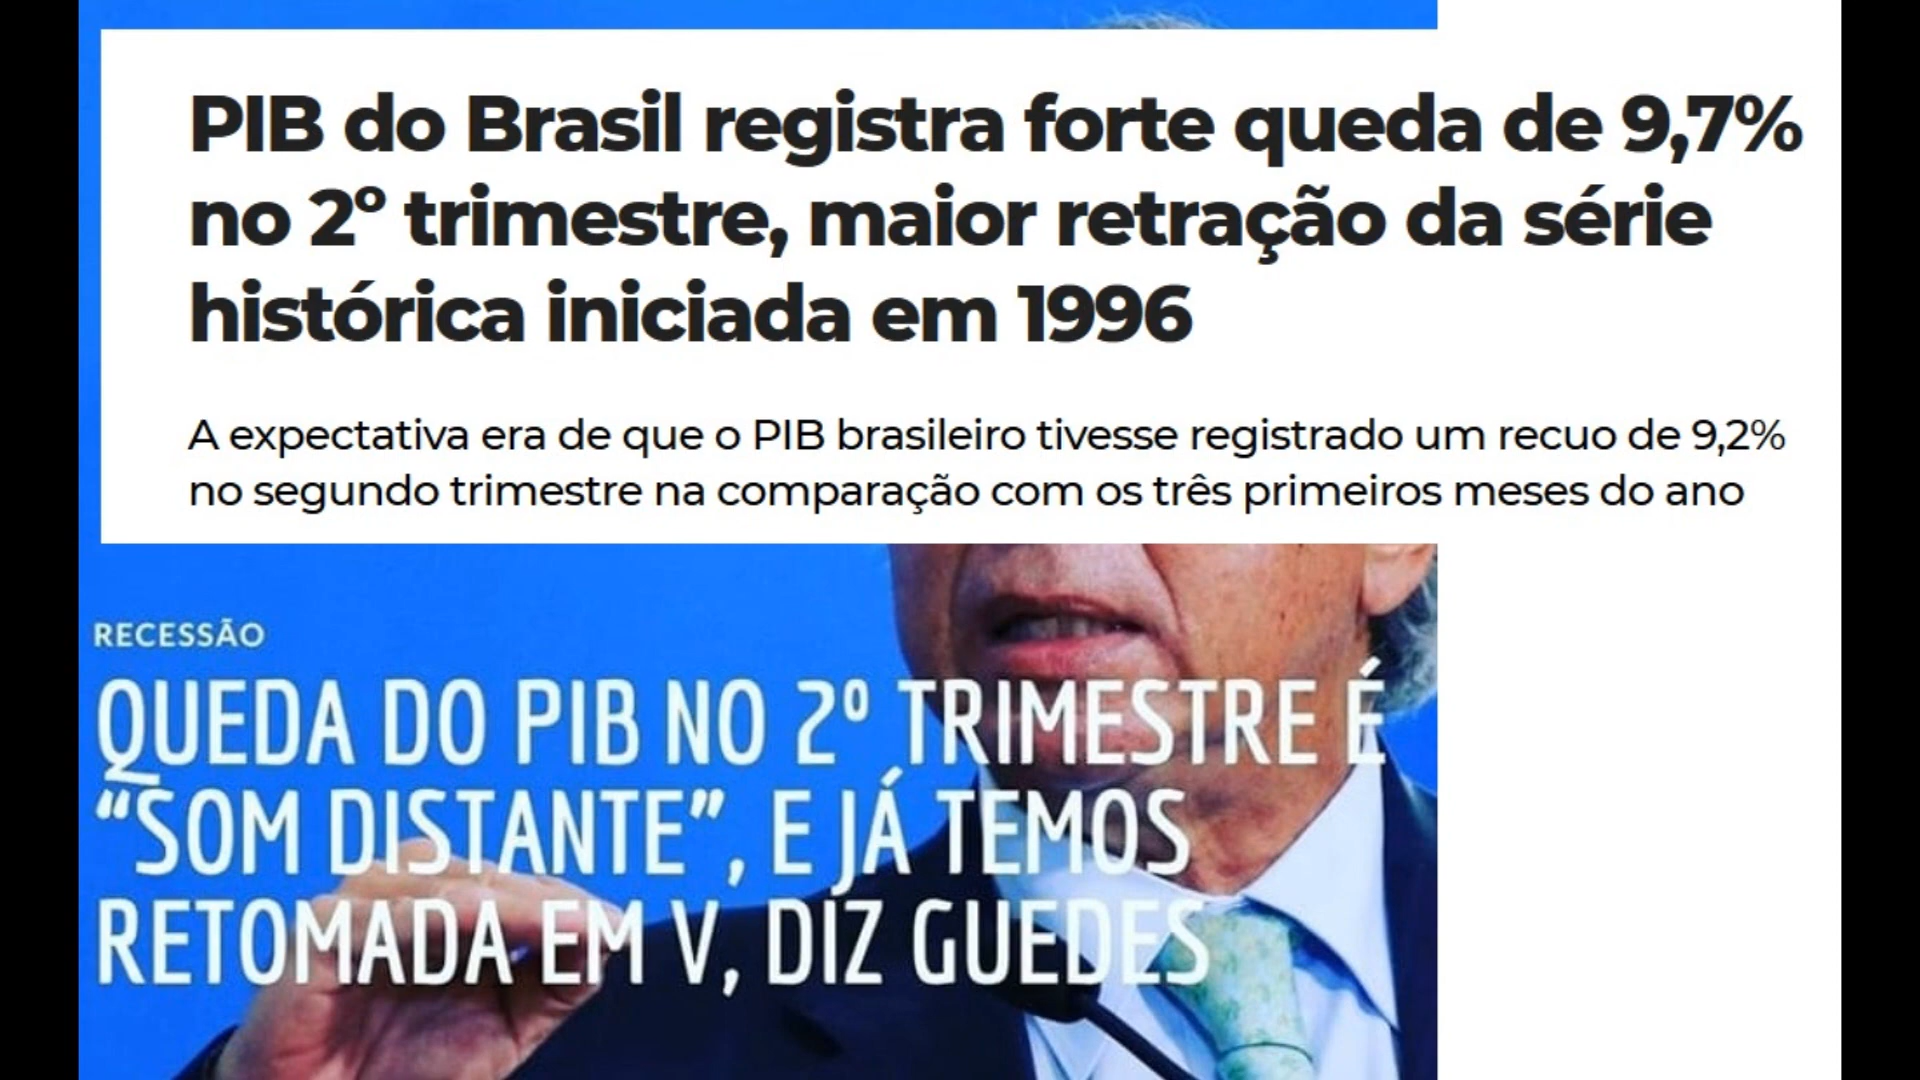 PIB do Brasil registra forte queda de 9,7%
no 2º trimestre, maior retração da série
histórica iniciada em 1996
A expectativa era de que o PIB brasileiro tivesse registrado um recuo de 9,2%
no segundo trimestre na comparação com os três primeiros meses do ano
RECESSÃO
QUEDA DO PIB NO 2º TRIMESTRE É
“SOM DISTANTE”, E JÁ TEMOS
RETOMADA EM V, DIZ GUEDES